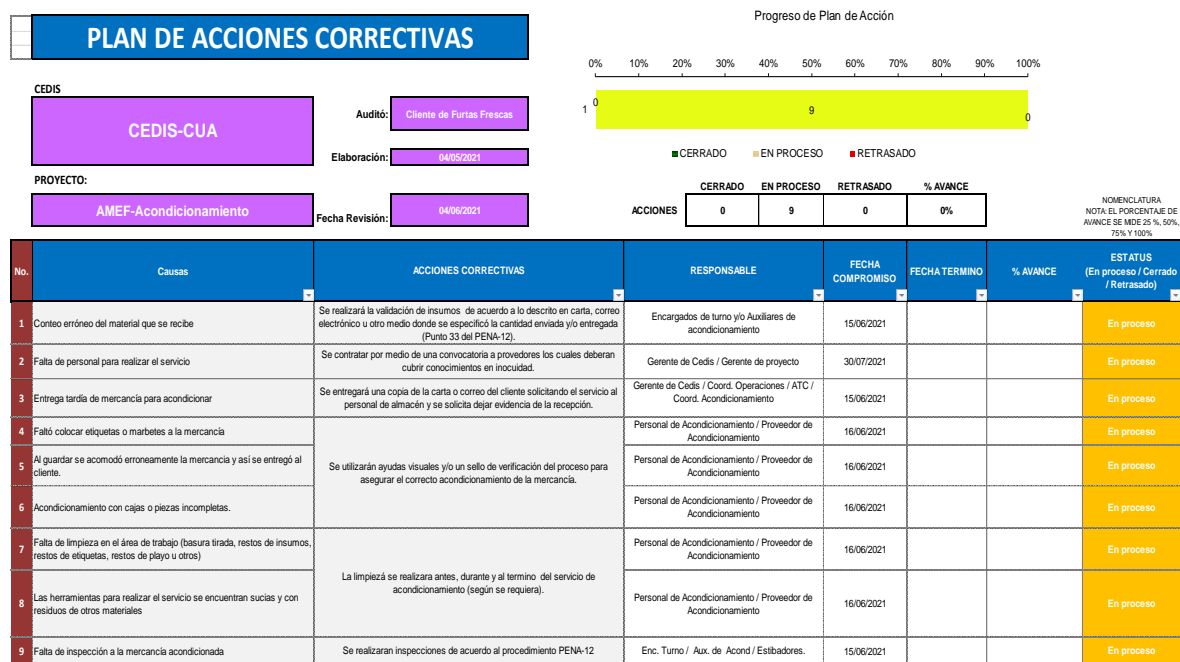 PLAN DE ACCIONES CORRECTIVAS
Progreso de Plan de Acción
0% 10% 20% 30% 40% 50% 60% 70% 80% 90% 100%
1 0 9 0
CERRADO EN PROCESO RETRASADO
CEDIS
CEDIS-CUA
Auditó: Cliente de Furtas Frescas
Elaboración: 04/05/2021
PROYECTO:
AMEF-Acondicionamiento
Fecha Revisión: 04/06/2021
CERRADO EN PROCESO RETRASADO % AVANCE
ACCIONES 0 9 0 0%
NOMENCLATURA
NOTA: EL PORCENTAJE DE
AVANCE SE MIDE 25 %, 50%,
75% Y 100%
No. Causas ACCIONES CORRECTIVAS RESPONSABLE FECHA COMPROMISO FECHA TERMINO % AVANCE ESTATUS (En proceso / Cerrado / Retrasado)
1 Conteo erróneo del material que se recibe
Se realizará la validación de insumos de acuerdo a lo descrito en carta, correo
electrónico u otro medio donde se especificó la cantidad enviada y/o entregada
(Punto 33 del PENA-12).
Encargados de turno y/o Auxiliares de
acondicionamiento
15/06/2021
En proceso
2 Falta de personal para realizar el servicio
Se contratar por medio de una convocatoria a provedores los cuales deberan
cubrir conocimientos en inocuidad.
Gerente de Cedis / Gerente de proyecto
30/07/2021
En proceso
3 Entrega tardía de mercancía para acondicionar
Se entregará una copia de la carta o correo del cliente solicitando el servicio al
personal de almacén y se solicita dejar evidencia de la recepción.
Gerente de Cedis / Coord. Operaciones / ATC /
Coord. Acondicionamiento
15/06/2021
En proceso
4 Faltó colocar etiquetas o marbetes a la mercancía
Personal de Acondicionamiento / Proveedor de
Acondicionamiento
16/06/2021
En proceso
5 Al guardar se acomodó erroneamente la mercancia y así se entregó al
cliente.
Se utilizarán ayudas visuales y/o un sello de verificación del proceso para
asegurar el correcto acondicionamiento de la mercancía.
Personal de Acondicionamiento / Proveedor de
Acondicionamiento
16/06/2021
En proceso
6 Acondicionamiento con cajas o piezas incompletas.
Personal de Acondicionamiento / Proveedor de
Acondicionamiento
16/06/2021
En proceso
7 Falta de limpieza en el área de trabajo (basura tirada, restos de insumos,
restos de etiquetas, restos de playo u otros)
Personal de Acondicionamiento / Proveedor de
Acondicionamiento
16/06/2021
En proceso
La limpiezá se realizara antes, durante y al termino del servicio de
acondicionamiento (según se requiera).
8 Las herramientas para realizar el servicio se encuentran sucias y con
residuos de otros materiales
Personal de Acondicionamiento / Proveedor de
Acondicionamiento
16/06/2021
En proceso
9 Falta de inspección a la mercancía acondicionada
Se realizaran inspecciones de acuerdo al procedimiento PENA-12
Enc. Turno / Aux. de Acond / Estibadores.
15/06/2021
En proceso